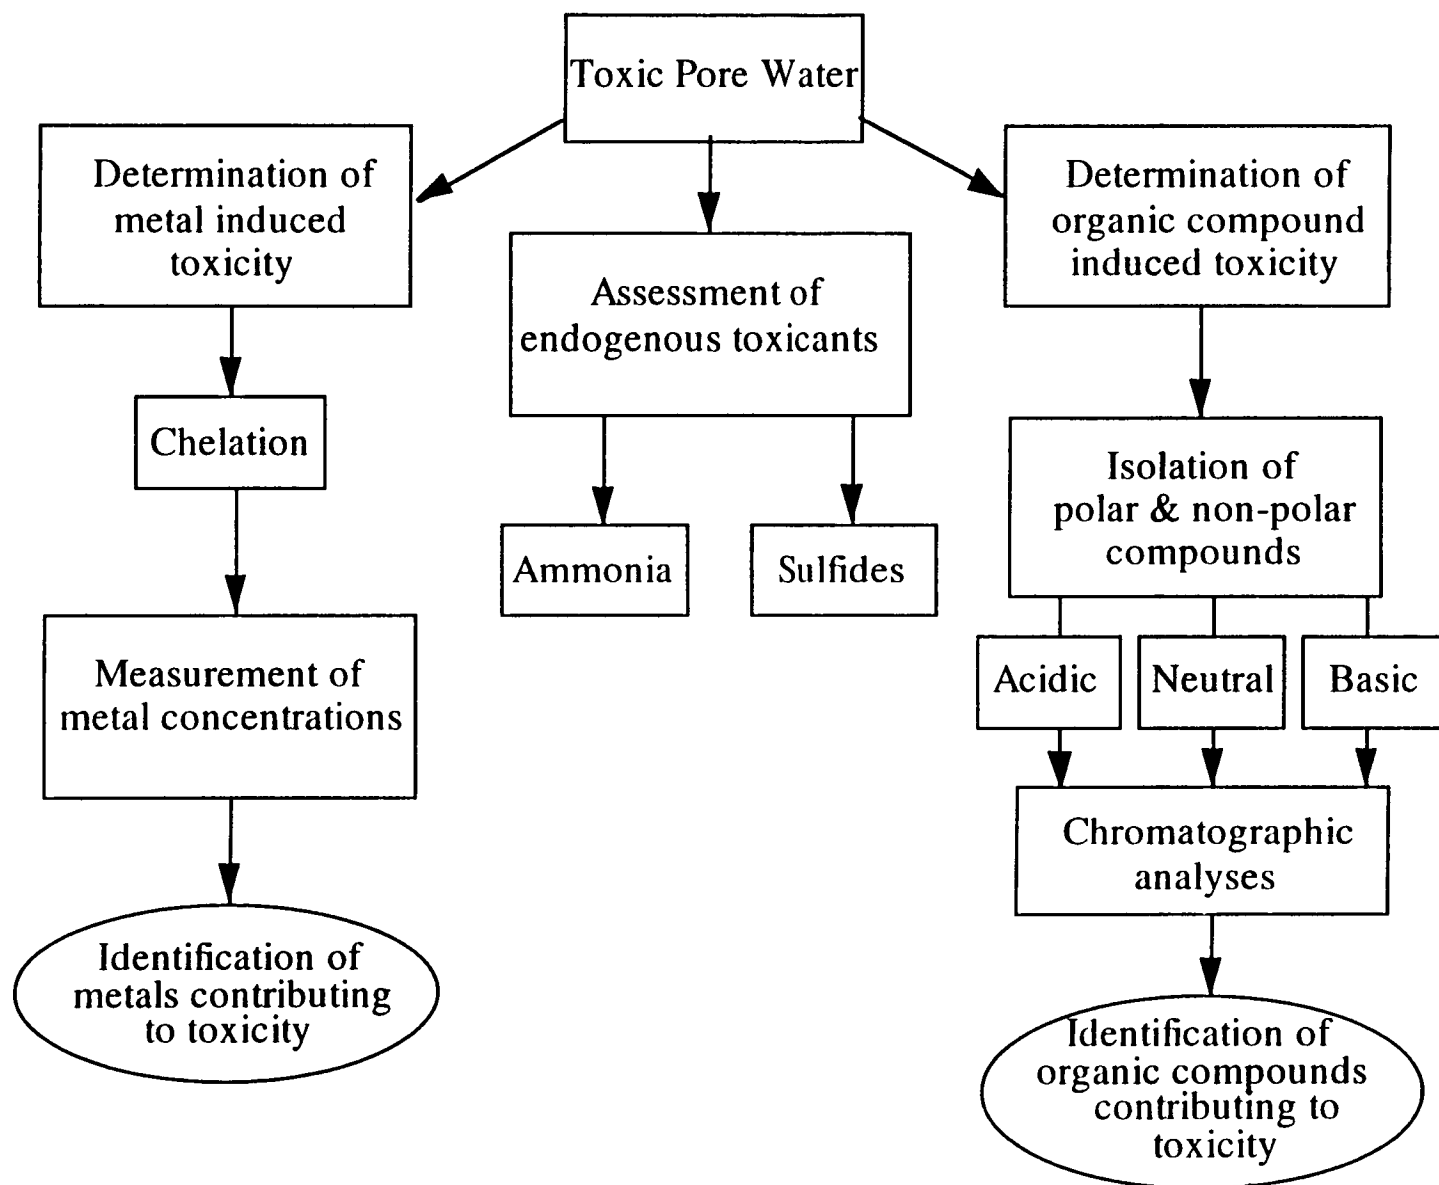 Toxic Pore Water
Determination of
metal induced
toxicity
Assessment of
endogenous toxicants
Determination of
organic compound
induced toxicity
Chelation
Ammonia
Sulfides
Isolation of
polar & non-polar
compounds
Measurement of
metal concentrations
Acidic
Neutral
Basic
Chromatographic
analyses
Identification of
metals contributing
to toxicity
Identification of
organic compounds
contributing to
toxicity